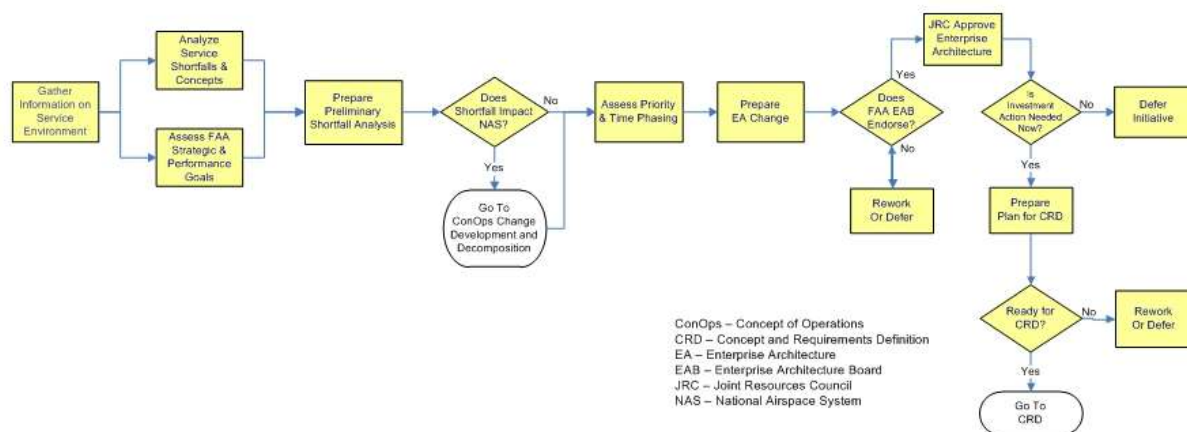 Gather
Information on
Service
Environment
Analyze
Service
Shortfalls &
Concepts
Assess FAA
Strategic &
Performance
Goals
Prepare
Preliminary
Shortfall Analysis
Does
Shortfall Impact
NAS?
No
Yes
Go To
ConOps Change
Development and
Decomposition
Assess Priority
& Time Phasing
Prepare
EA Change
Does
FAA EAB
Endorse?
Yes
No
Rework
Or Defer
JRC Approve
Enterprise
Architecture
Is
Investment
Action Needed
Now?
No
Defer
Initiative
Yes
Prepare
Plan for CRD
Ready for
CRD?
No
Rework
Or Defer
Yes
Go To
CRD
ConOps – Concept of Operations
CRD – Concept and Requirements Definition
EA – Enterprise Architecture
EAB – Enterprise Architecture Board
JRC – Joint Resources Council
NAS – National Airspace System